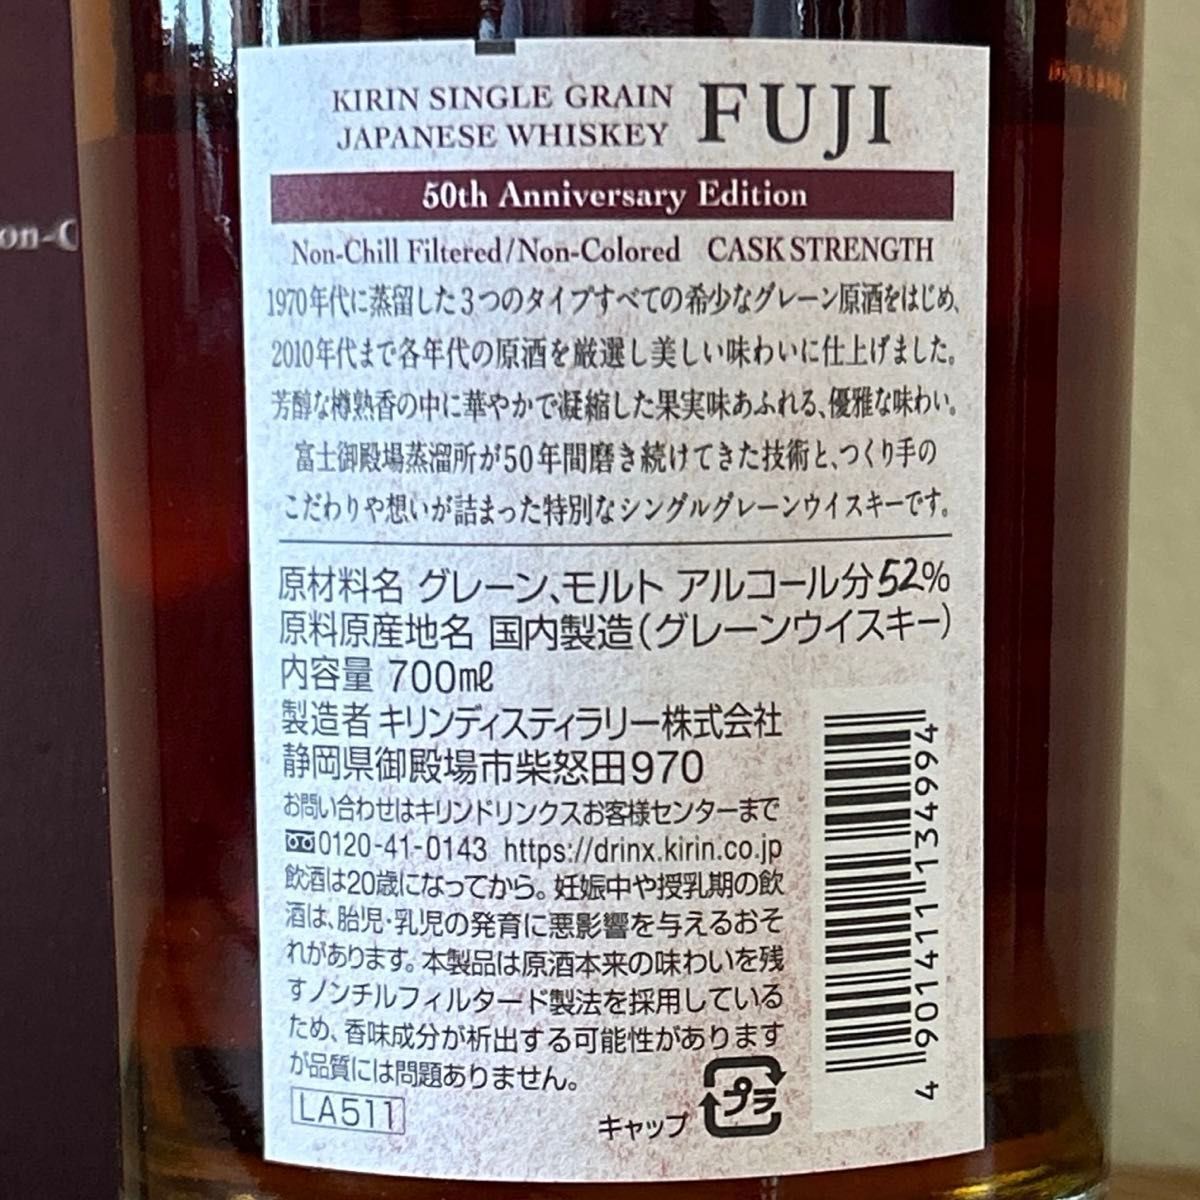 KIRIN SINGLE GRAIN
JAPANESE WHISKEY FUJI
50th Anniversary Edition
Non-Chill Filtered/Non-Colored CASK STRENGTH
1970年代に蒸留した3つのタイプすべての希少なグレーン原酒をはじめ、
2010年代まで各年代の原酒を厳選し美しい味わいに仕上げました。
芳醇な樽熟香の中に華やかで凝縮した果実味あふれる、優雅な味わい。
富士御殿場蒸溜所が50年間磨き続けてきた技術と、つくり手の
こだわりや想いが詰まった特別なシングルグレーンウイスキーです。
原材料名 グレーン、モルト アルコール分52%
原料原産地名 国内製造(グレーンウイスキー)
内容量 700mℓ
製造者 キリンディスティラリー株式会社
静岡県御殿場市柴怒田970
お問い合わせはキリンドリンクスお客様センターまで
0120-41-0143 https://drinx.kirin.co.jp
飲酒は20歳になってから。妊娠中や授乳期の飲
酒は、胎児・乳児の発育に悪影響を与えるおそ
れがあります。本製品は原酒本来の味わいを残
すノンチルフィルタード製法を採用している
ため、香味成分が析出する可能性があります
が品質には問題ありません。
LA511
キャップ プラ
4 901411 134994
on-C